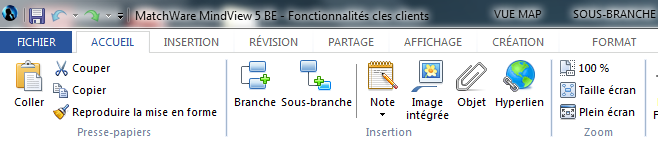 MatchWare MindView 5 BE - Fonctionnalités cles clients VUE MAP SOUS-BRANCHE
FICHIER ACCUEIL INSERTION RÉVISION PARTAGE AFFICHAGE CRÉATION FORMAT
Coller
Couper
Copier
Reproduire la mise en forme
Presse-papiers
Branche Sous-branche Note Image intégrée Objet Hyperlien
Insertion
100 %
Taille écran
Plein écran
Zoom